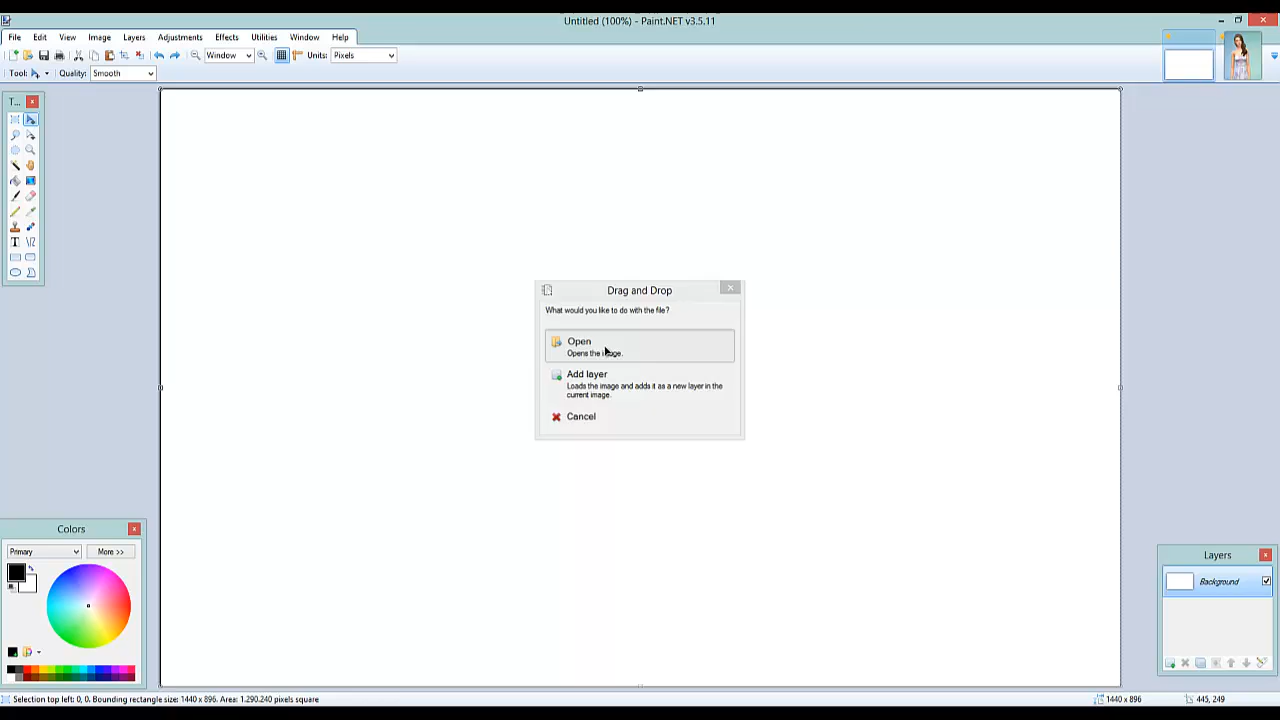 Untitled (100%) - Paint.NET v3.5.11
File Edit View Image Layers Adjustments Effects Utilities Window Help
Window Units: Pixels
Tool: Quality: Smooth
T...
Drag and Drop
What would you like to do with the file?
Open
Opens the image.
Add layer
Loads the image and adds it as a new layer in the
current image.
Cancel
Colors
Primary More >>
Layers
Background
Selection top left: 0, 0. Bounding rectangle size: 1440 x 896. Area: 1.290.240 pixels square 1440 x 896 445, 249